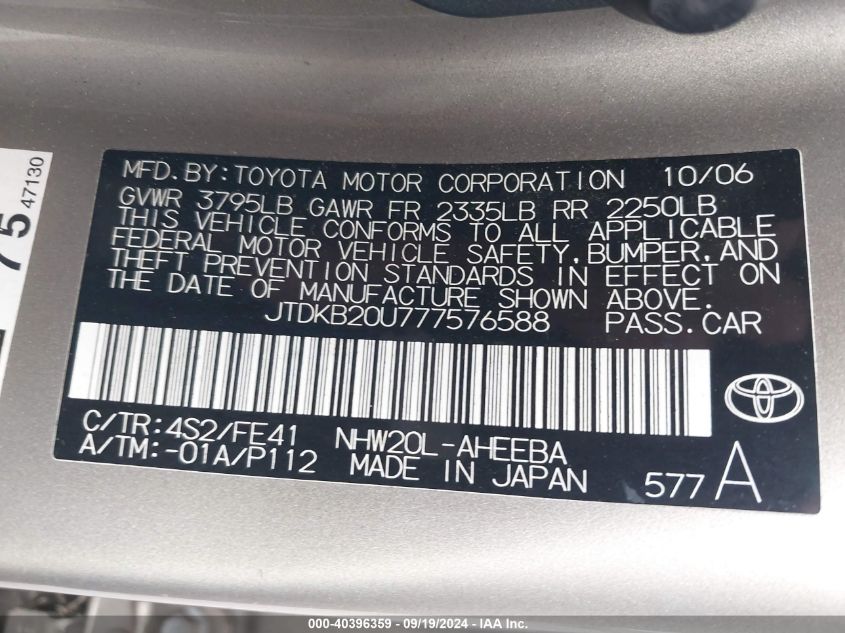 MFD.BY:TOYOTA MOTOR CORPORATION 10/06
GVWR 3795LB GAWR FR 2335LB RR 2250LB
THIS VEHICLE CONFORMS TO ALL APPLICABLE
FEDERAL MOTOR VEHICLE SAFETY, BUMPER, AND
THEFT PREVENTION STANDARDS IN EFFECT ON
THE DATE OF MANUFACTURE SHOWN ABOVE.
JTDKB20U777576588 PASS.CAR
C/TR:4S2/FE41 NHW20L-AHEEBA
A/TM:-01A/P112 MADE IN JAPAN
577 A
75
47130
000-40396359 - 09/19/2024 - IAA Inc.